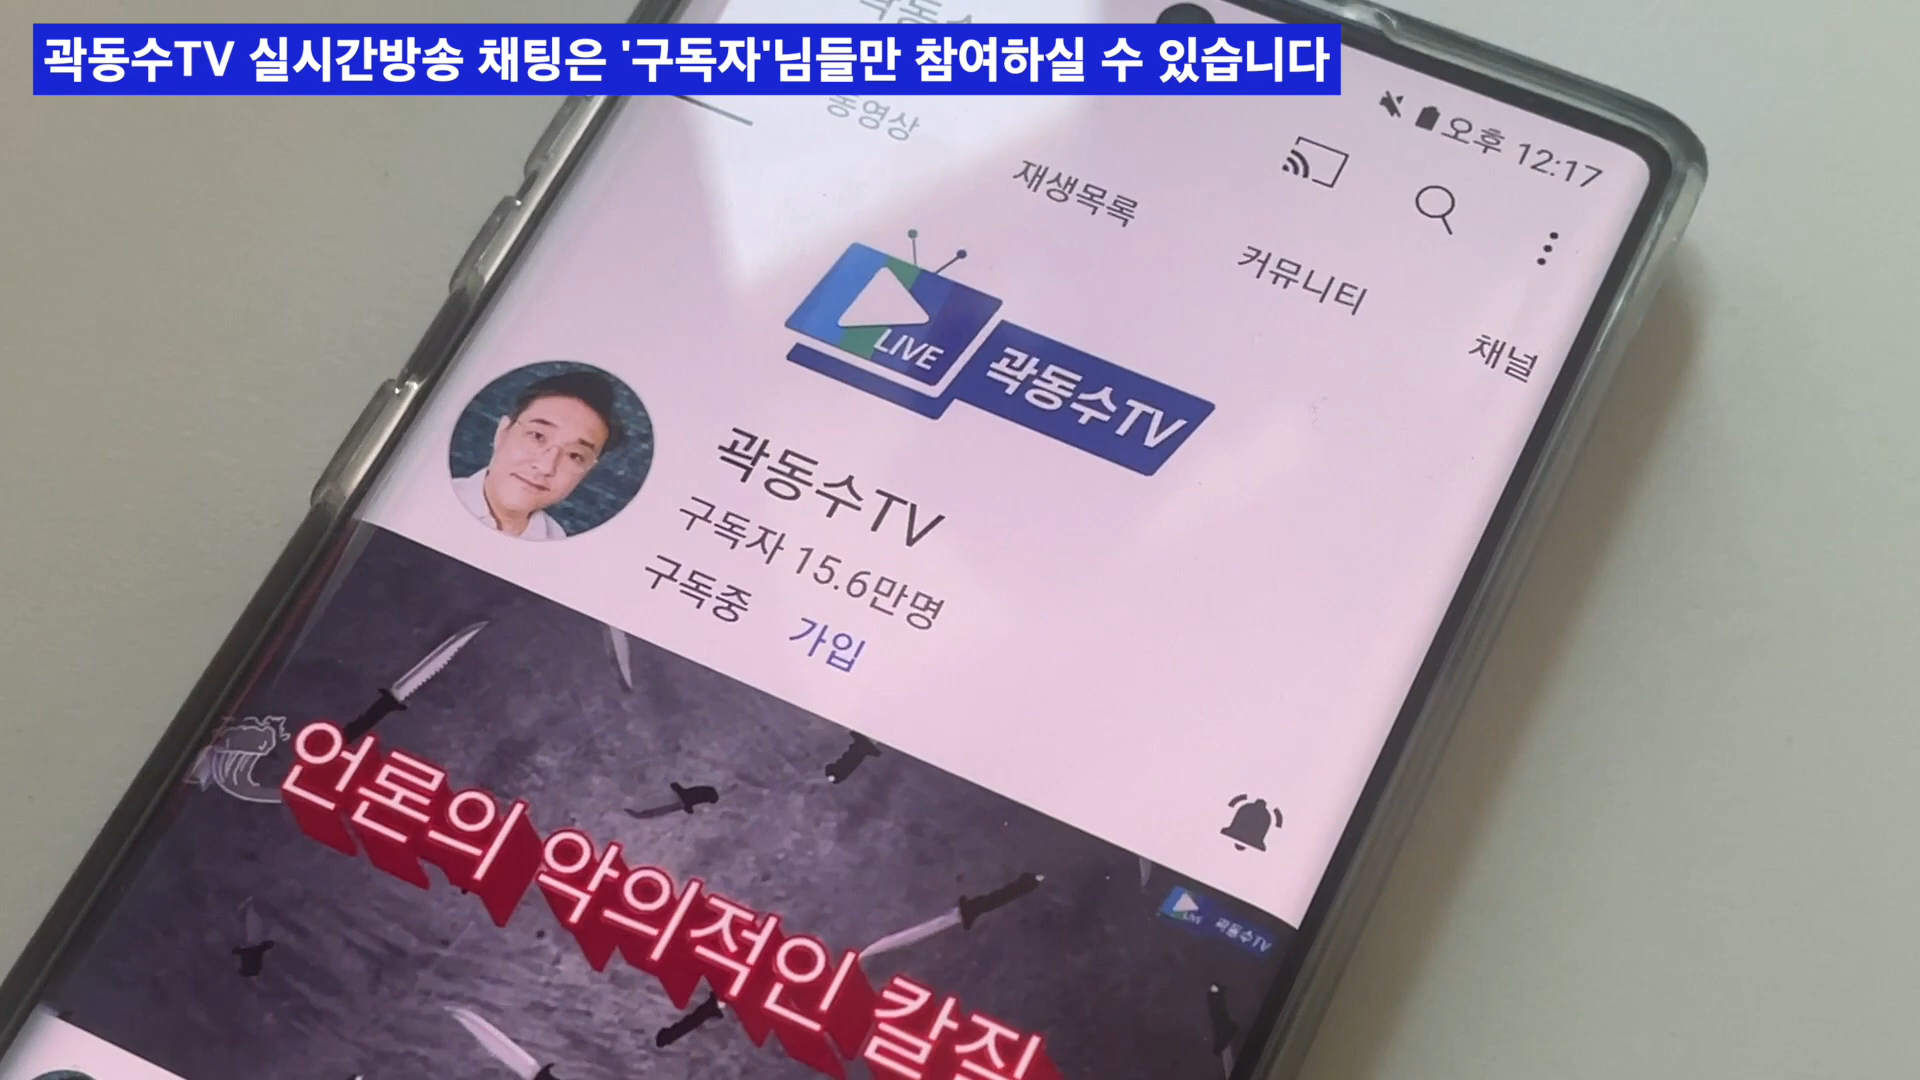 곽동수TV 실시간방송 채팅은 '구독자'님들만 참여하실 수 있습니다
오후 12:17
동영상
재생목록
커뮤니티
채널
LIVE
곽동수TV
곽동수TV
구독자 15.6만명
구독중
가입
언론의 악의적인 칼질
LIVE
곽동수TV